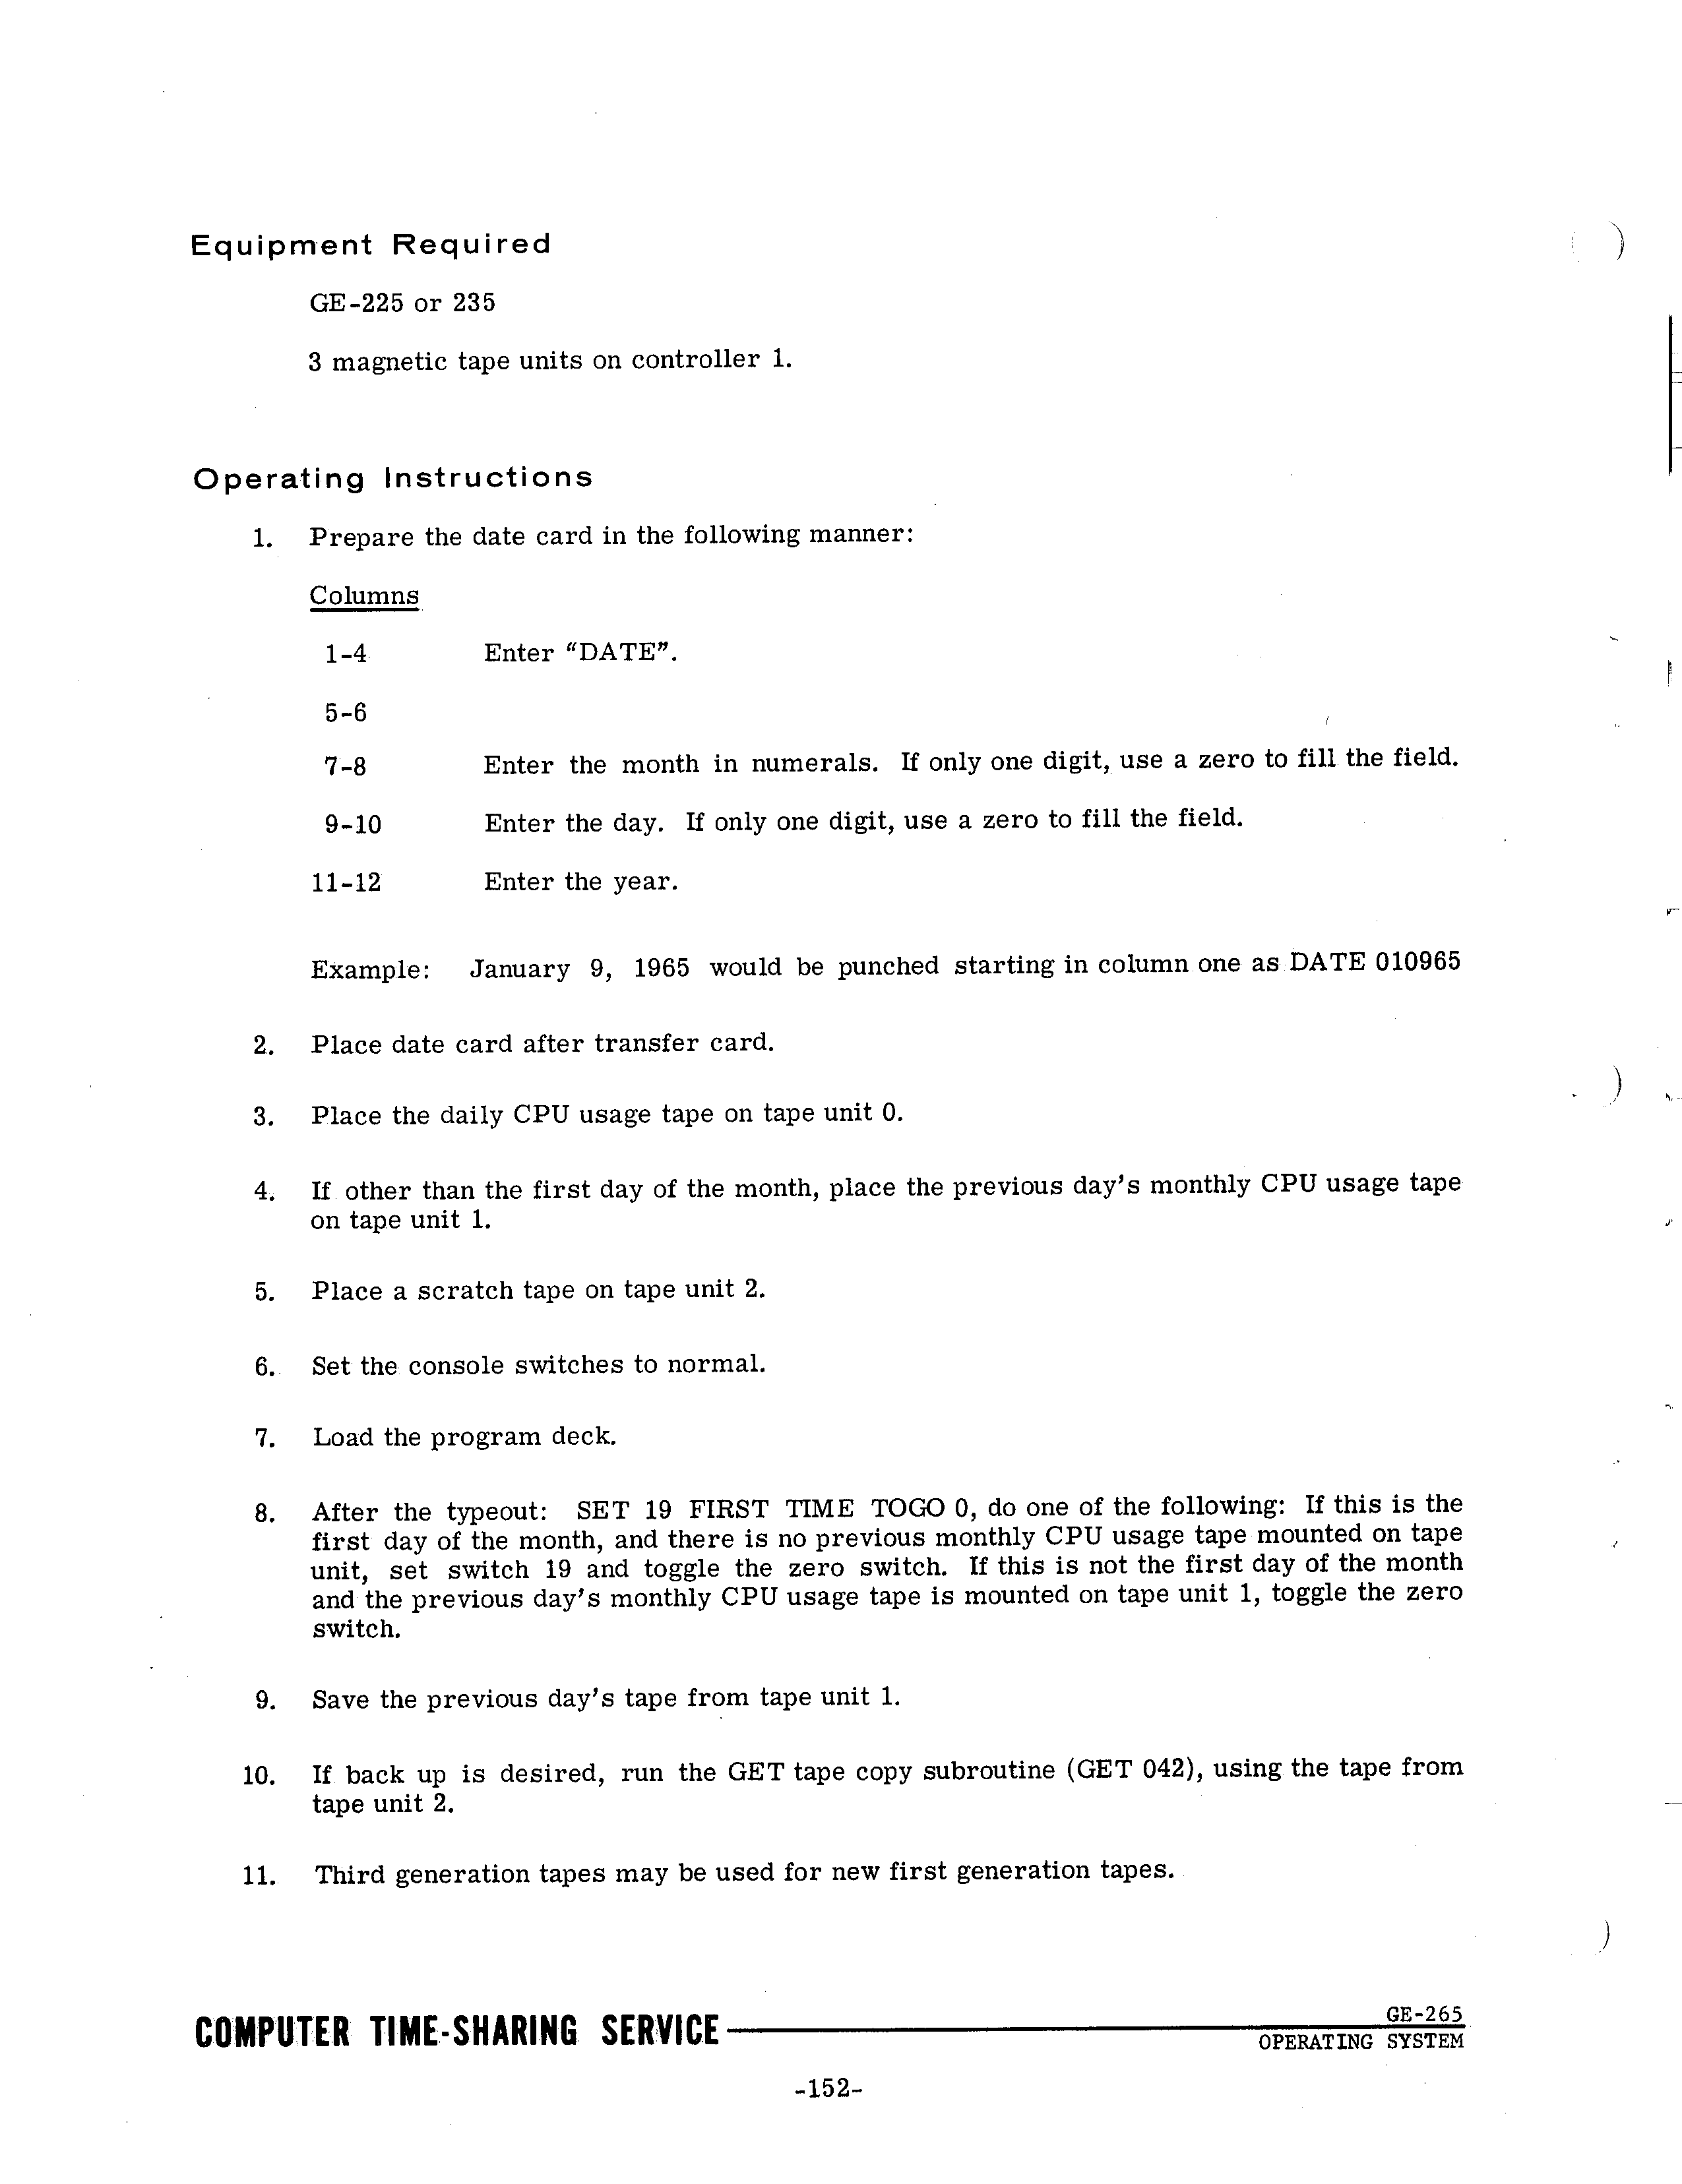 Equipment Required
GE-225 or 235
3 magnetic tape units on controller 1.
Operating Instructions
1. Prepare the date card in the following manner:
Columns
1-4 Enter “DATE”.
5-6
7-8 Enter the month in numerals. If only one digit, use a zero to fill the field.
9-10 Enter the day. If only one digit, use a zero to fill the field.
11-12 Enter the year.
Example: January 9, 1965 would be punched starting in column one as DATE 010965
2. Place date card after transfer card.
3. Place the daily CPU usage tape on tape unit 0.
4. If other than the first day of the month, place the previous day's monthly CPU usage tape
on tape unit 1.
5. Place a scratch tape on tape unit 2.
6. Set the console switches to normal.
7. Load the program deck.
8. After the typeout: SET 19 FIRST TIME TOGO 0, do one of the following: If this is the
first day of the month, and there is no previous monthly CPU usage tape mounted on tape
unit, set switch 19 and toggle the zero switch. If this is not the first day of the month
and the previous day's monthly CPU usage tape is mounted on tape unit 1, toggle the zero
switch.
9. Save the previous day's tape from tape unit 1.
10. If back up is desired, run the GET tape copy subroutine (GET 042), using the tape from
tape unit 2.
11. Third generation tapes may be used for new first generation tapes.
COMPUTER TIME-SHARING SERVICE GE-265
OPERATING SYSTEM
-152-